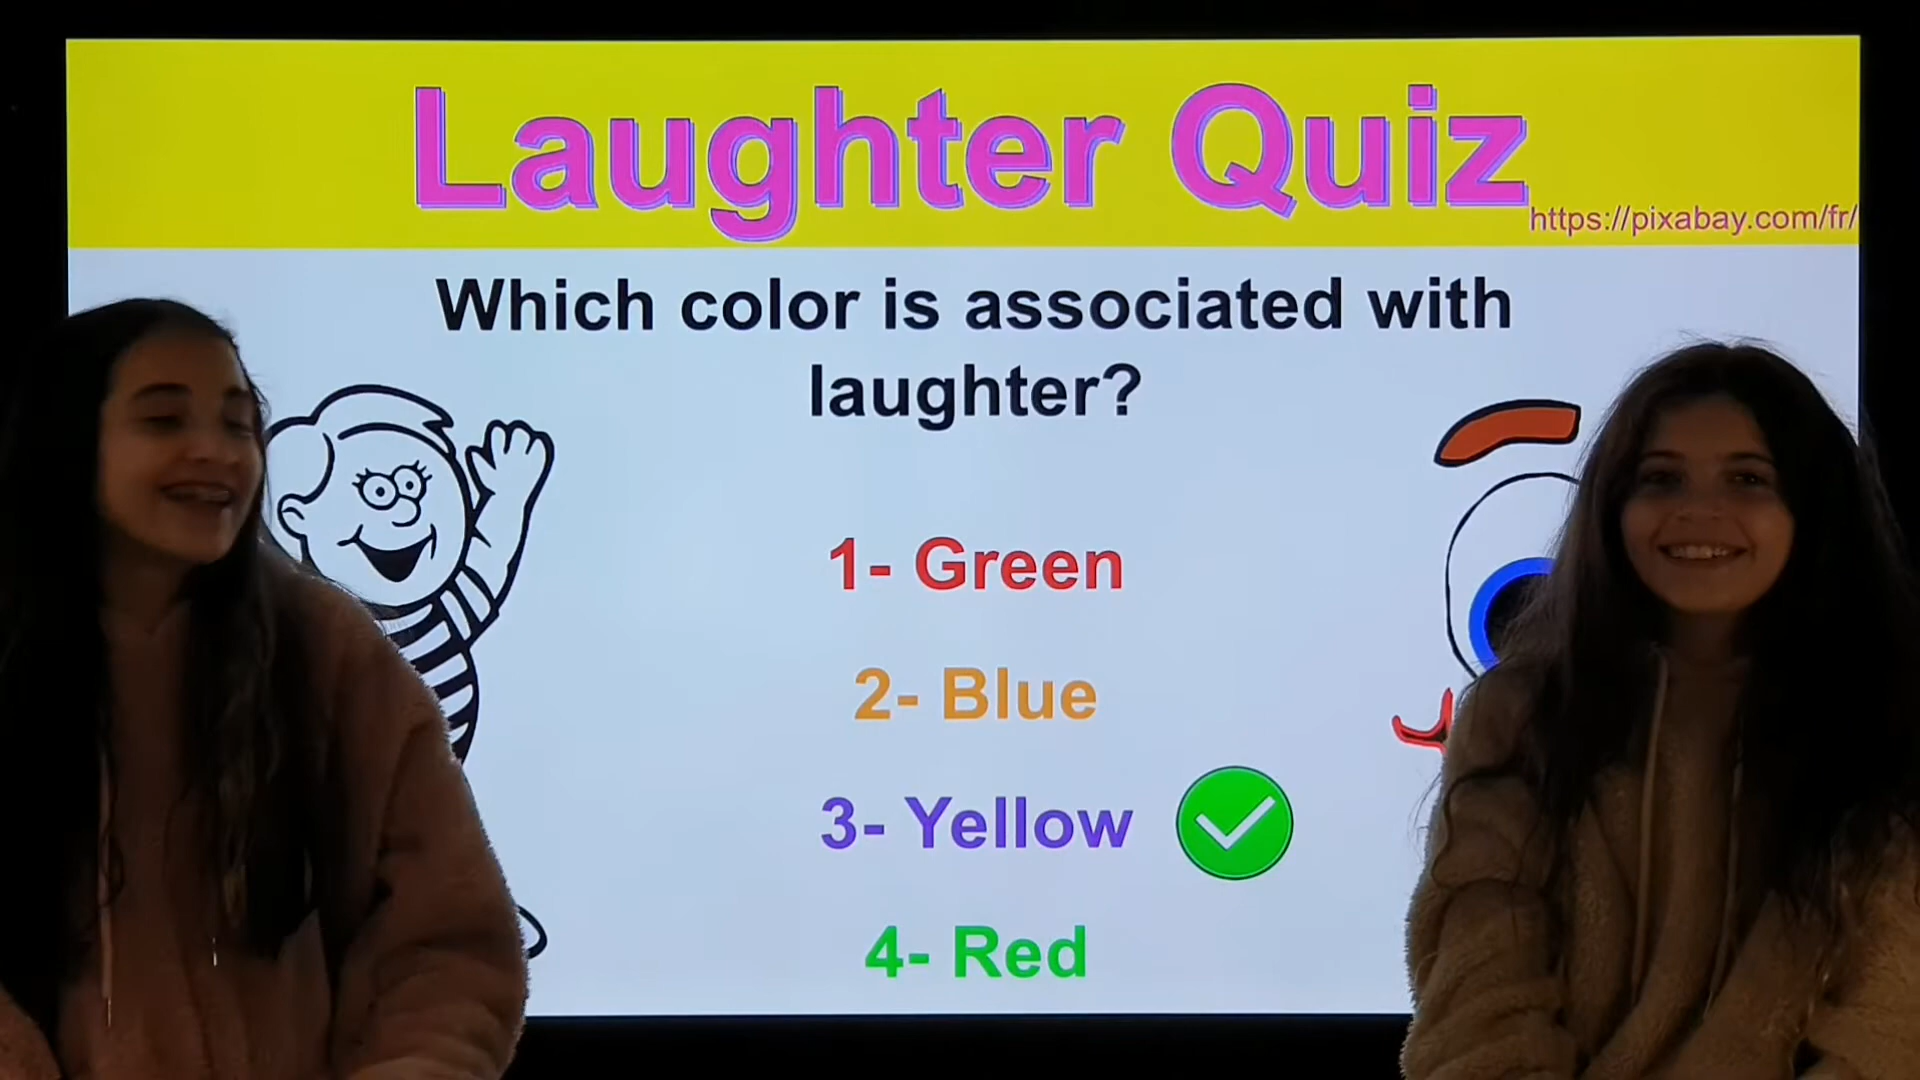 Laughter Quiz
https://pixabay.com/fr/
Which color is associated with
laughter?
1- Green
2- Blue
3- Yellow
4- Red